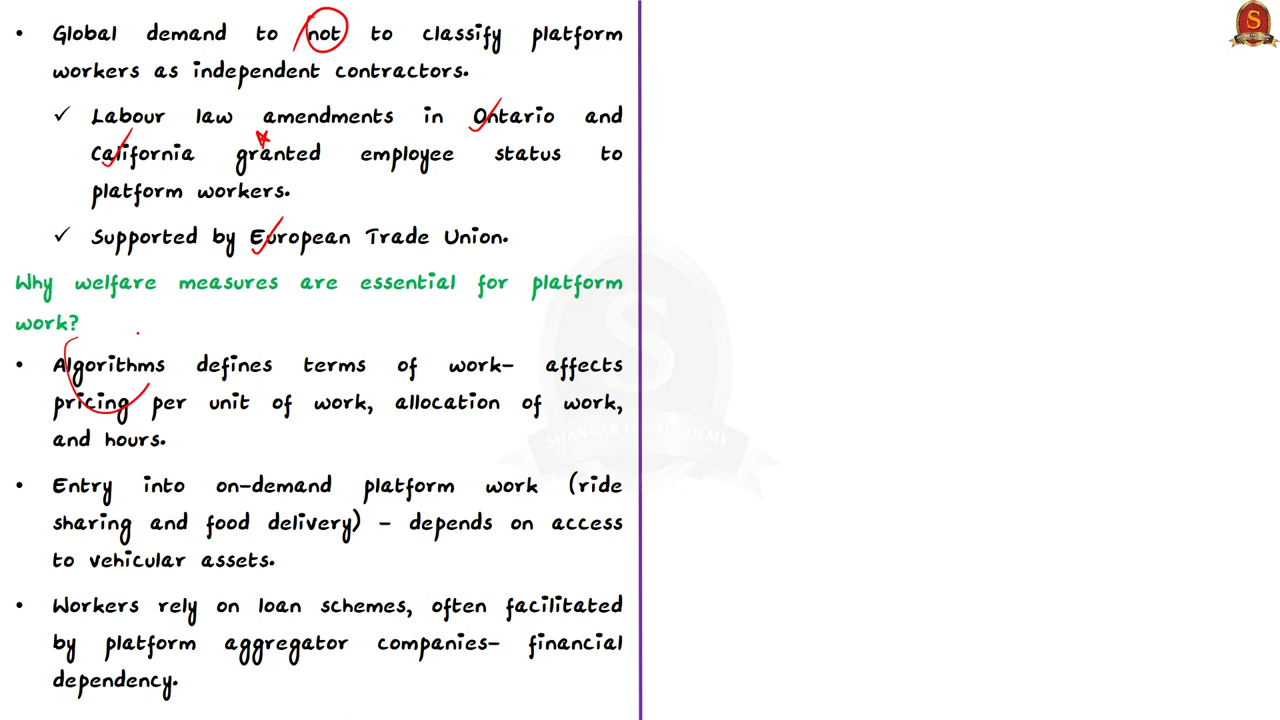 • Global demand to not to classify platform
workers as independent contractors.
✓ Labour law amendments in Ontario and
California granted employee status to
platform workers.
✓ Supported by European Trade Union.
Why welfare measures are essential for platform
work?
• Algorithms defines terms of work- affects
pricing per unit of work, allocation of work,
and hours.
• Entry into on-demand platform work (ride
sharing and food delivery) - depends on access
to vehicular assets.
• Workers rely on loan schemes, often facilitated
by platform aggregator companies- financial
dependency.
S
SHANKAR IAS ACADEMY